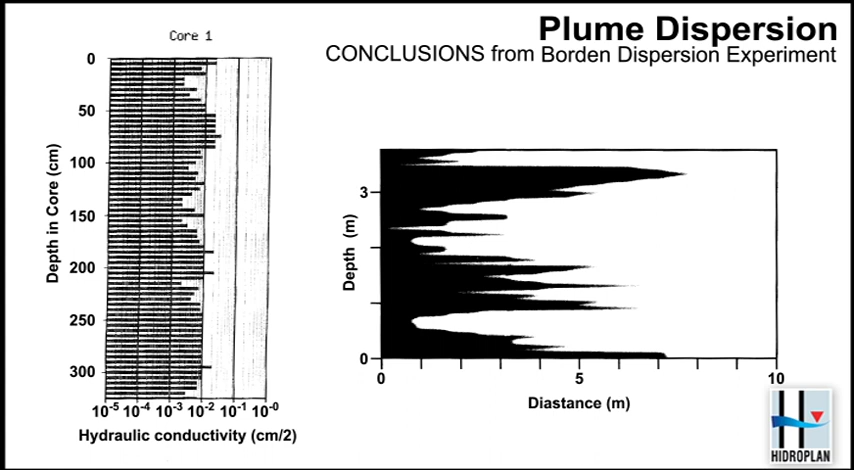 Plume Dispersion
CONCLUSIONS from Borden Dispersion Experiment
Core 1
0
50
100
150
200
250
300
Depth in Core (cm)
10-5 10-4 10-3 10-2 10-1 10-0
Hydraulic conductivity (cm/2)
3
0
Depth (m)
0 5 10
Diastance (m)
HIDROPLAN